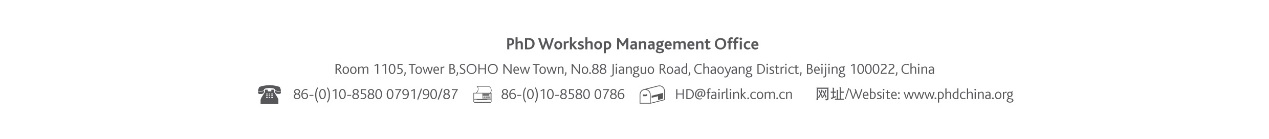 PhD Workshop Management Office
Room 1105, Tower B,SOHO New Town, No.88 Jianguo Road, Chaoyang District, Beijing 100022, China
86-(0)10-8580 0791/90/87 86-(0)10-8580 0786 HD@fairlink.com.cn 网址/Website: www.phdchina.org